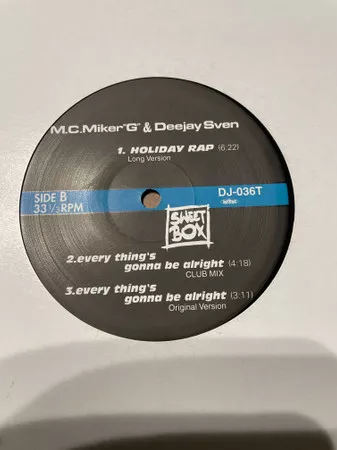 M.C.Miker"G" & Deejay Sven
1. HOLIDAY RAP (6:22)
Long Version
SIDE B
33 1/3 RPM
DJ-036T
SWEET
BOX
2.every thing's
gonna be alright (4:18)
CLUB MIX
3.every thing's
gonna be alright (3:11)
Original Version